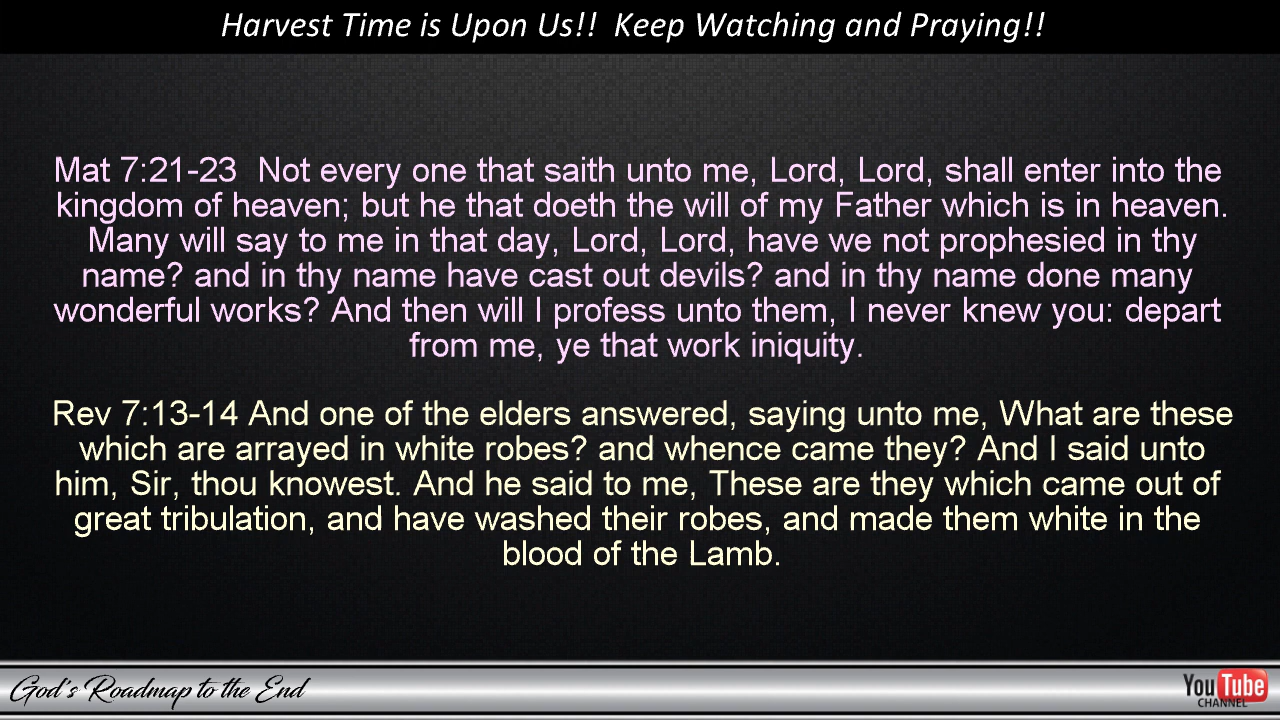 Harvest Time is Upon Us!!  Keep Watching and Praying!!
Mat 7:21-23  Not every one that saith unto me, Lord, Lord, shall enter into the
kingdom of heaven; but he that doeth the will of my Father which is in heaven.
Many will say to me in that day, Lord, Lord, have we not prophesied in thy
name? and in thy name have cast out devils? and in thy name done many
wonderful works? And then will I profess unto them, I never knew you: depart
from me, ye that work iniquity.
Rev 7:13-14 And one of the elders answered, saying unto me, What are these
which are arrayed in white robes? and whence came they? And I said unto
him, Sir, thou knowest. And he said to me, These are they which came out of
great tribulation, and have washed their robes, and made them white in the
blood of the Lamb.
God's Roadmap to the End
YouTube
CHANNEL